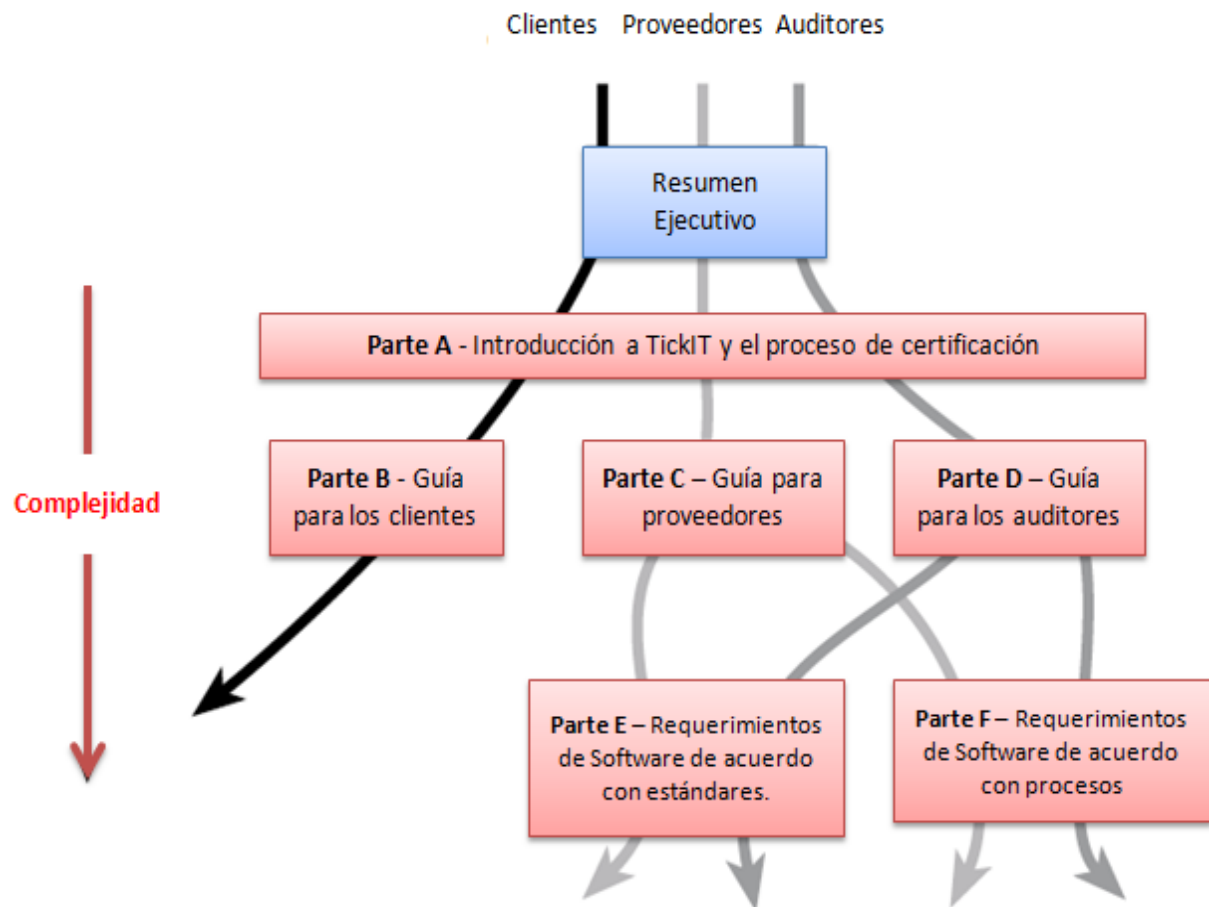 Clientes Proveedores Auditores
Resumen
Ejecutivo
Parte A - Introducción a TickIT y el proceso de certificación
Complejidad
Parte B - Guía
para los clientes
Parte C – Guía para
proveedores
Parte D – Guía
para los auditores
Parte E – Requerimientos
de Software de acuerdo
con estándares.
Parte F – Requerimientos
de Software de acuerdo
con procesos